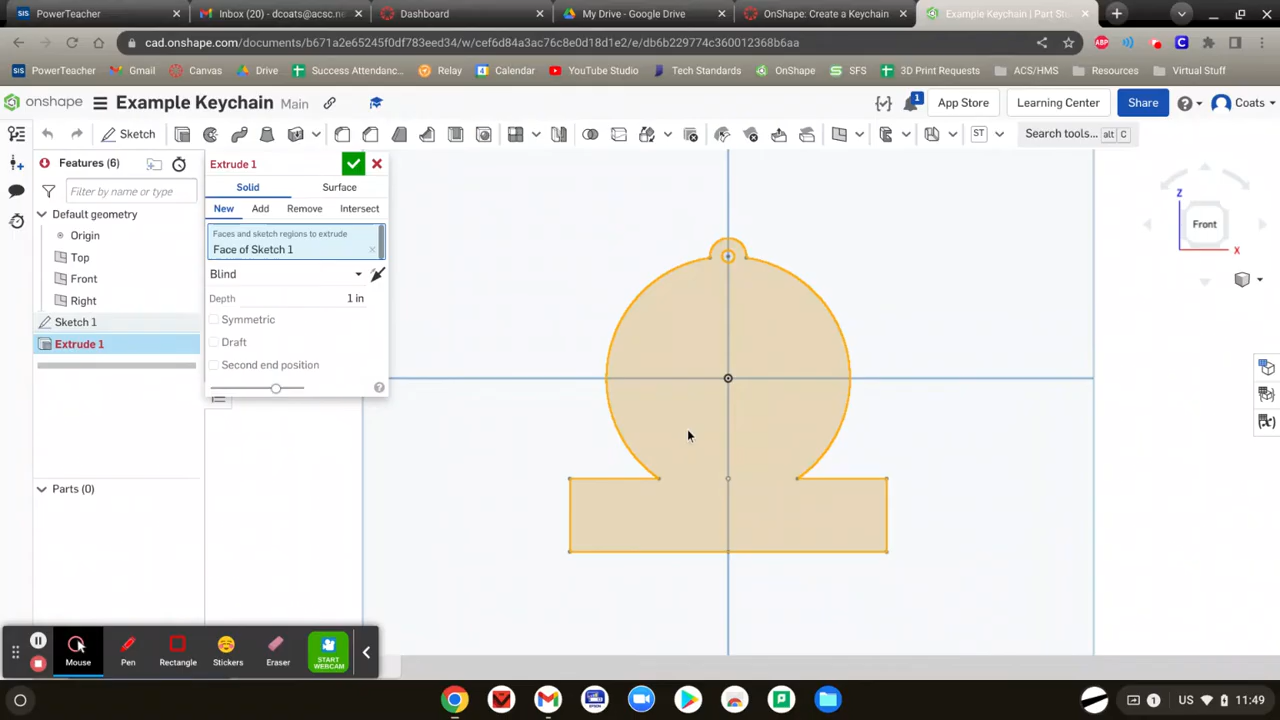 PowerTeacher
Inbox (20) - dcoats@acsc.ne
Dashboard
My Drive - Google Drive
OnShape: Create a Keychain
Example Keychain | Part Stu
cad.onshape.com/documents/b671a2e65245f0df783eed34/w/cef6d84a3ac76c8e0d18d1e2/e/db6b229774c360012368b6aa
SIS
PowerTeacher
Gmail
Canvas
Drive
Success Attendanc...
Relay
Calendar
YouTube Studio
Tech Standards
OnShape
SFS
3D Print Requests
ACS/HMS
Resources
Virtual Stuff
onshape
Example Keychain
Main
1
App Store
Learning Center
Share
Coats
Sketch
ST
Search tools...
alt
C
Features (6)
Filter by name or type
Default geometry
Origin
Top
Front
Right
Sketch 1
Extrude 1
Parts (0)
Extrude 1
Solid
Surface
New
Add
Remove
Intersect
Faces and sketch regions to extrude
Face of Sketch 1
Blind
Depth
1 in
Symmetric
Draft
Second end position
Z
Front
X
Mouse
Pen
Rectangle
Stickers
Eraser
START
WEBCAM
1
US
11:49